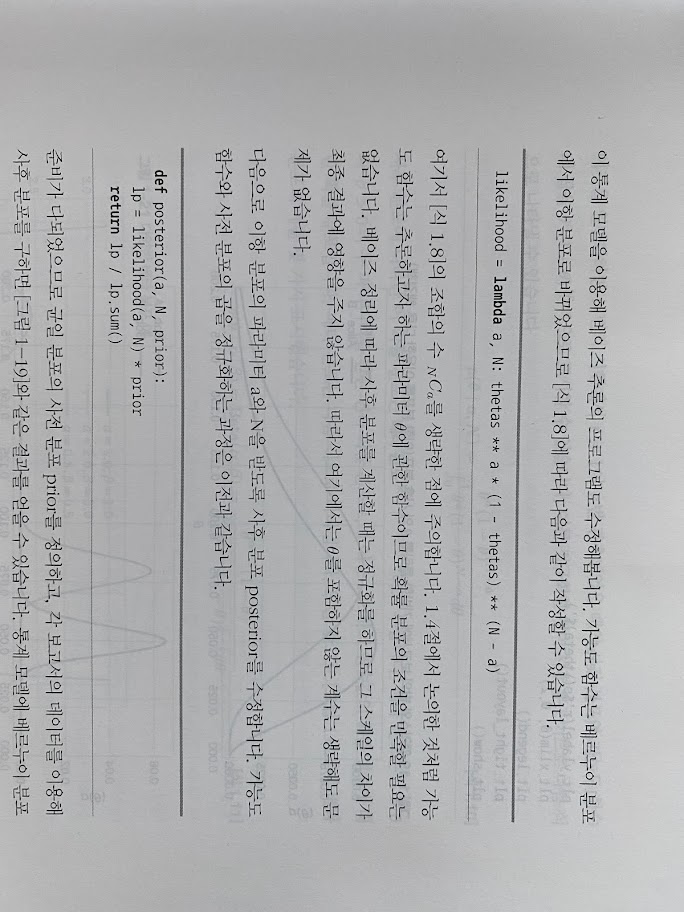 이 통계 모델을 이용해 베이즈 추론의 프로그램도 수정해봅니다. 가능도 함수는 베르누이 분포
에서 이항 분포로 바뀌었으므로 [식 1.8]에 따라 다음과 같이 작성할 수 있습니다.
likelihood = lambda a, N: thetas ** a * (1 - thetas) ** (N - a)
여기서 [식 1.8]의 조합의 수 NCa를 생략한 점에 주의합니다. 1.4절에서 논의한 것처럼 가능
도 함수는 추론하고자 하는 파라미터 θ에 관한 함수이므로 확률 분포의 조건을 만족할 필요는
없습니다. 베이즈 정리에 따라 사후 분포를 계산할 때는 정규화를 하므로 그 스케일의 차이가
최종 결과에 영향을 주지 않습니다. 따라서 여기에서는 θ를 포함하지 않는 계수는 생략해도 문
제가 없습니다.
다음으로 이항 분포의 파라미터 a와 N을 받도록 사후 분포 posterior를 수정합니다. 가능도
함수와 사전 분포의 곱을 정규화하는 과정은 이전과 같습니다.
def posterior(a, N, prior):
lp = likelihood(a, N) * prior
return lp / lp.sum()
준비가 다되었으므로 균일 분포의 사전 분포 prior를 정의하고, 각 보고서의 데이터를 이용해
사후 분포를 구하면 [그림 1-19]와 같은 결과를 얻을 수 있습니다. 통계 모델에 베르누이 분포